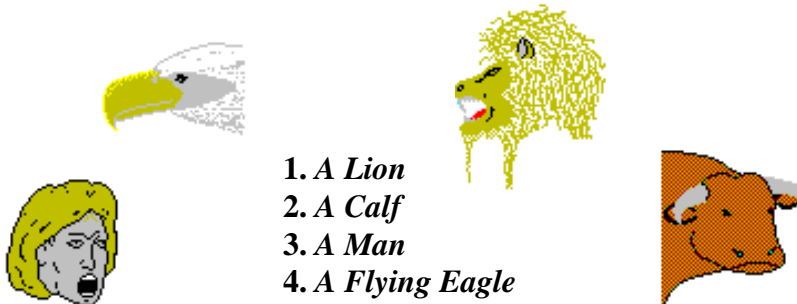 1. A Lion
2. A Calf
3. A Man
4. A Flying Eagle